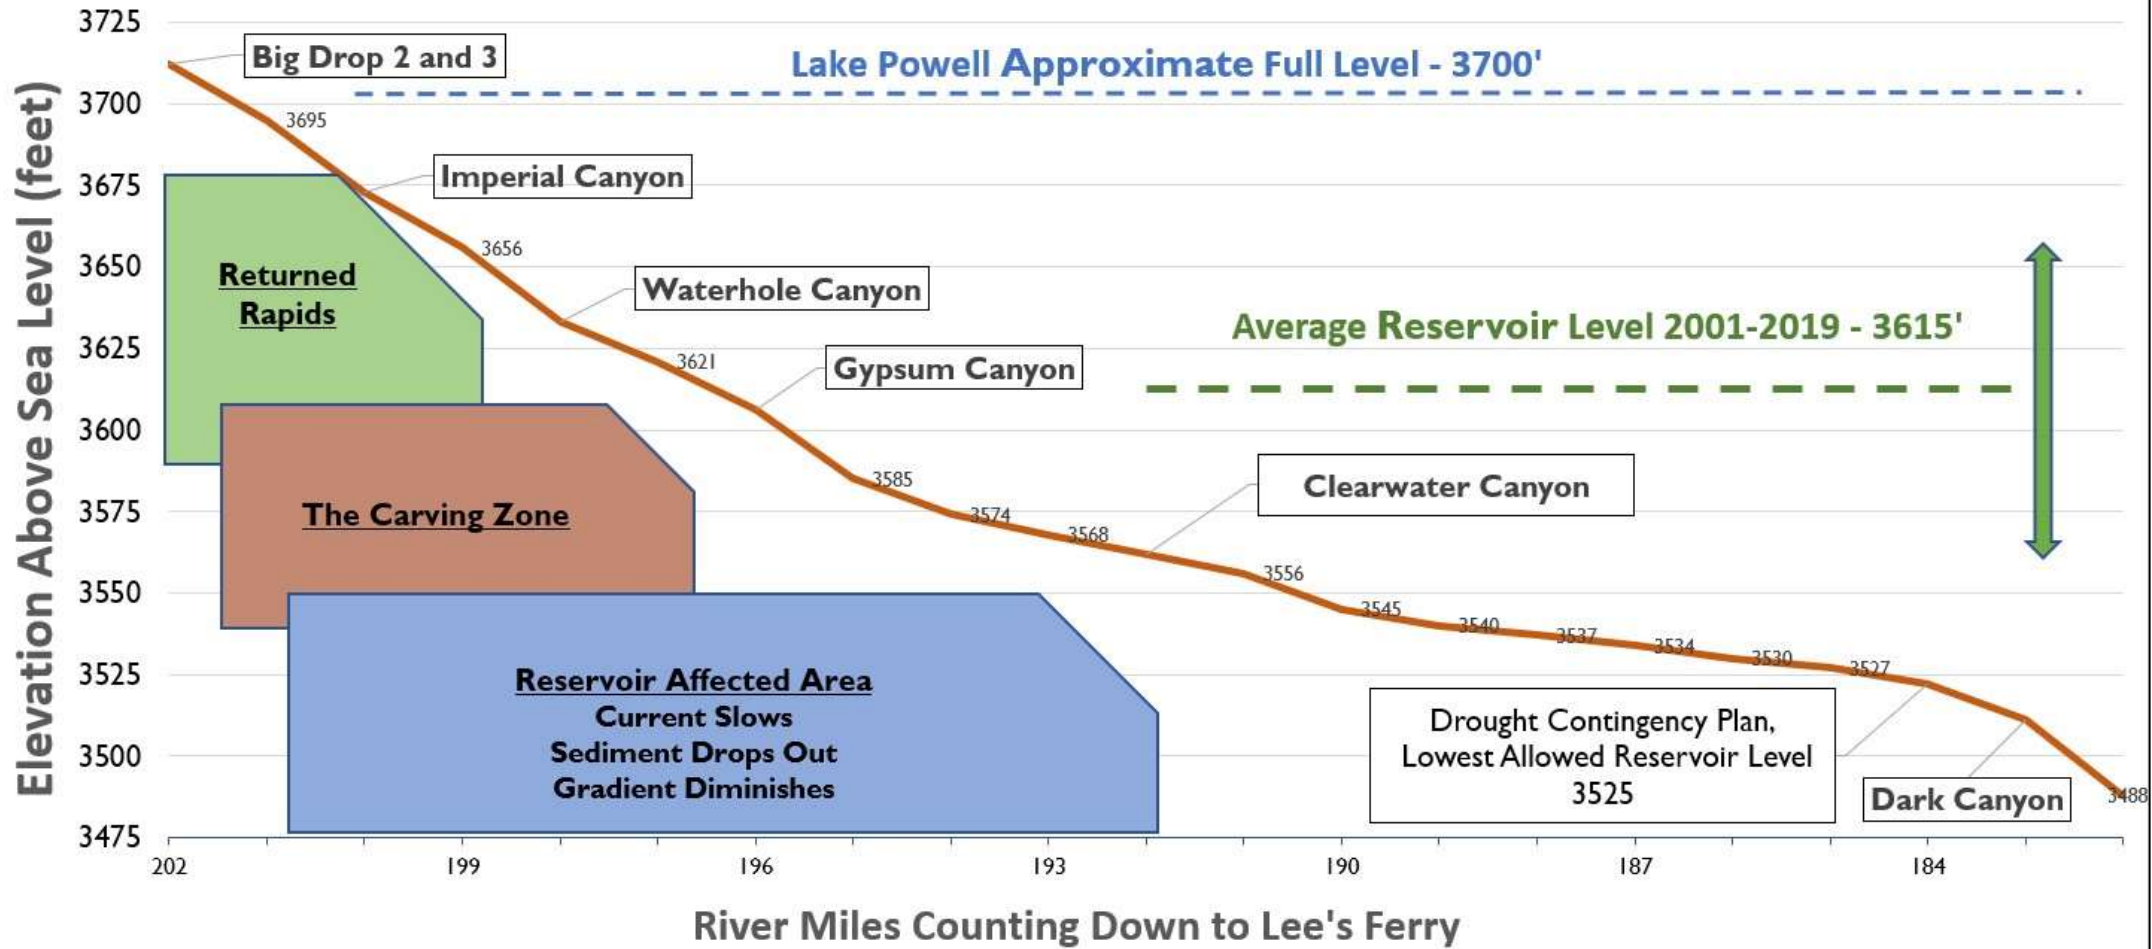 3725
3700
3675
3650
3625
3600
3575
3550
3525
3500
3475
Elevation Above Sea Level (feet)
Big Drop 2 and 3
Lake Powell Approximate Full Level - 3700'
3695
Imperial Canyon
3656
Waterhole Canyon
3621
Gypsum Canyon
Average Reservoir Level 2001-2019 - 3615'
3585
3574
3568
Clearwater Canyon
3556
3545
3540
3537
3534
3530
3527
3488
Returned
Rapids
The Carving Zone
Reservoir Affected Area
Current Slows
Sediment Drops Out
Gradient Diminishes
Drought Contingency Plan,
Lowest Allowed Reservoir Level
3525
Dark Canyon
202
199
196
193
190
187
184
River Miles Counting Down to Lee's Ferry